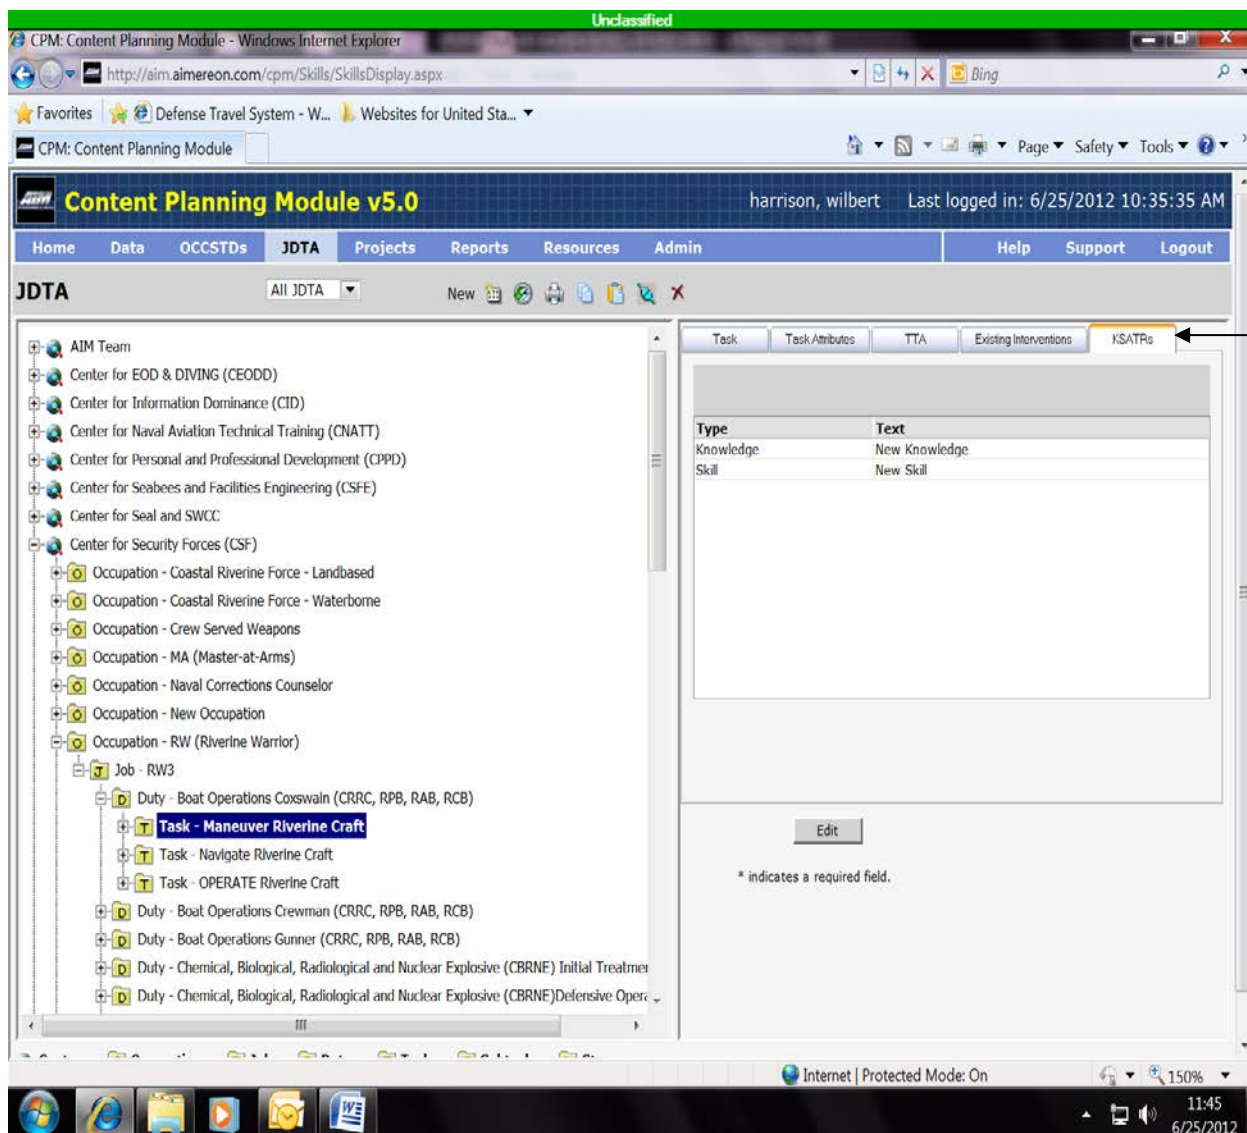 Unclassified
CPM: Content Planning Module - Windows Internet Explorer
http://aim.aimereon.com/cpm/Skills/SkillsDisplay.aspx
Bing
Favorites Defense Travel System - W... Websites for United Sta...
CPM: Content Planning Module
Page Safety Tools
AIM Content Planning Module v5.0 harrison, wilbert Last logged in: 6/25/2012 10:35:35 AM
Home Data OCCSTDs JDTA Projects Reports Resources Admin Help Support Logout
JDTA All JDTA New
Task Task Attributes TTA Existing Interventions KSATRs
AIM Team
Center for EOD & DIVING (CEODD)
Center for Information Dominance (CID)
Center for Naval Aviation Technical Training (CNATT)
Center for Personal and Professional Development (CPPD)
Center for Seabees and Facilities Engineering (CSFE)
Center for Seal and SWCC
Center for Security Forces (CSF)
O Occupation - Coastal Riverine Force - Landbased
O Occupation - Coastal Riverine Force - Waterborne
O Occupation - Crew Served Weapons
O Occupation - MA (Master-at-Arms)
O Occupation - Naval Corrections Counselor
O Occupation - New Occupation
O Occupation - RW (Riverine Warrior)
J Job - RW3
D Duty - Boat Operations Coxswain (CRRC, RPB, RAB, RCB)
T Task - Maneuver Riverine Craft
T Task - Navigate Riverine Craft
T Task - OPERATE Riverine Craft
D Duty - Boat Operations Crewman (CRRC, RPB, RAB, RCB)
D Duty - Boat Operations Gunner (CRRC, RPB, RAB, RCB)
D Duty - Chemical, Biological, Radiological and Nuclear Explosive (CBRNE) Initial Treatmer
D Duty - Chemical, Biological, Radiological and Nuclear Explosive (CBRNE)Defensive Opera
Type Text
Knowledge New Knowledge
Skill New Skill
Edit
* indicates a required field.
Internet | Protected Mode: On 150%
11:45
6/25/2012